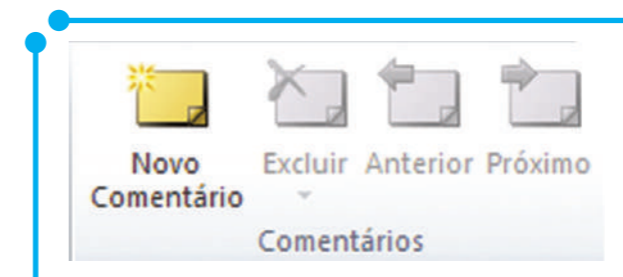 Novo Comentário
Excluir
Anterior
Próximo
Comentários